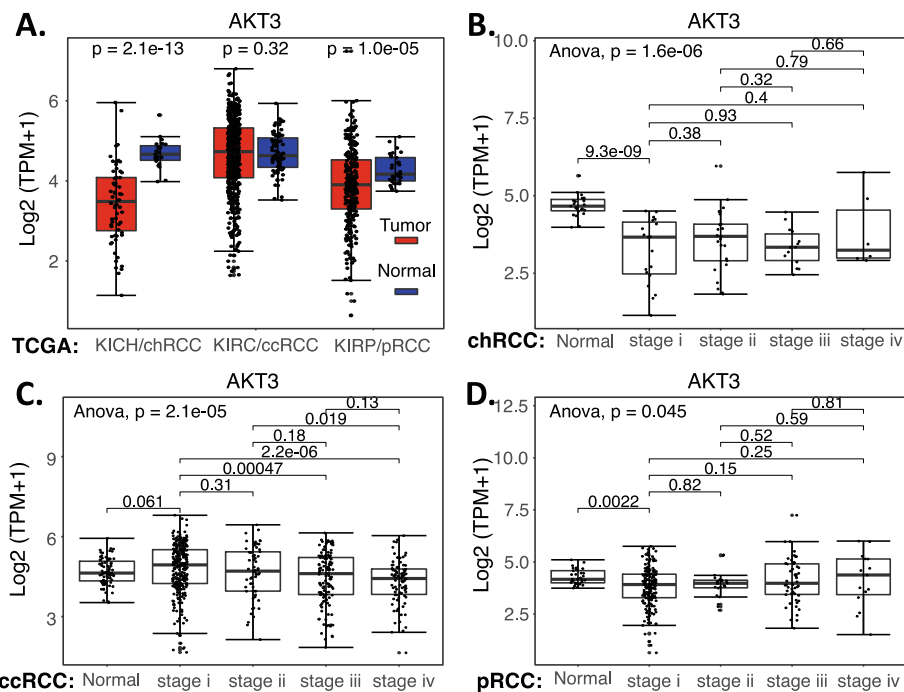 A.
AKT3
p = 2.1e-13
p = 0.32
p = 1.0e-05
6
4
2
Log2 (TPM+1)
Tumor
Normal
TCGA: KICH/chRCC KIRC/ccRCC KIRP/pRCC
B.
AKT3
10.0
7.5
5.0
2.5
Log2 (TPM+1)
Anova, p = 1.6e-06
0.66
0.79
0.32
0.4
0.93
0.38
9.3e-09
chRCC: Normal stage i stage ii stage iii stage iv
C.
AKT3
9
6
3
Log2 (TPM+1)
Anova, p = 2.1e-05
0.13
0.019
0.18
2.2e-06
0.00047
0.31
0.061
ccRCC: Normal stage i stage ii stage iii stage iv
D.
AKT3
12.5
10.0
7.5
5.0
2.5
Log2 (TPM+1)
Anova, p = 0.045
0.81
0.59
0.52
0.25
0.15
0.82
0.0022
pRCC: Normal stage i stage ii stage iii stage iv